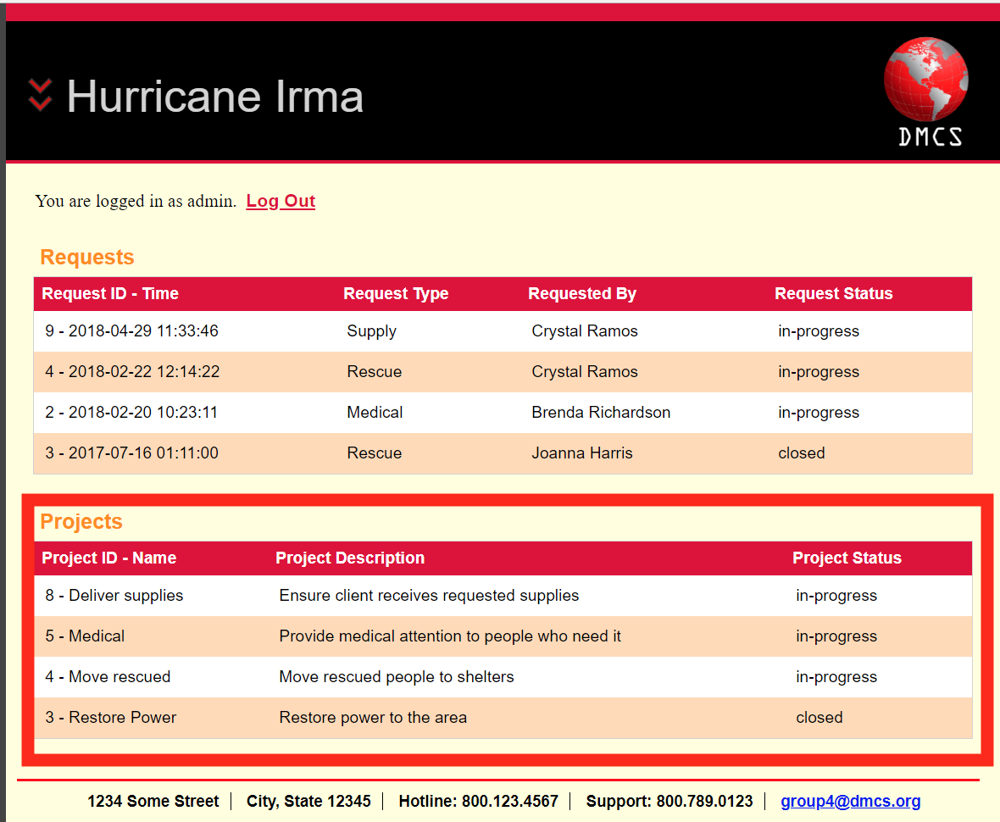 Hurricane Irma
DMCS
You are logged in as admin. Log Out
Requests
Request ID - Time Request Type Requested By Request Status
9 - 2018-04-29 11:33:46 Supply Crystal Ramos in-progress
4 - 2018-02-22 12:14:22 Rescue Crystal Ramos in-progress
2 - 2018-02-20 10:23:11 Medical Brenda Richardson in-progress
3 - 2017-07-16 01:11:00 Rescue Joanna Harris closed
Projects
Project ID - Name Project Description Project Status
8 - Deliver supplies Ensure client receives requested supplies in-progress
5 - Medical Provide medical attention to people who need it in-progress
4 - Move rescued Move rescued people to shelters in-progress
3 - Restore Power Restore power to the area closed
1234 Some Street | City, State 12345 | Hotline: 800.123.4567 | Support: 800.789.0123 | group4@dmcs.org